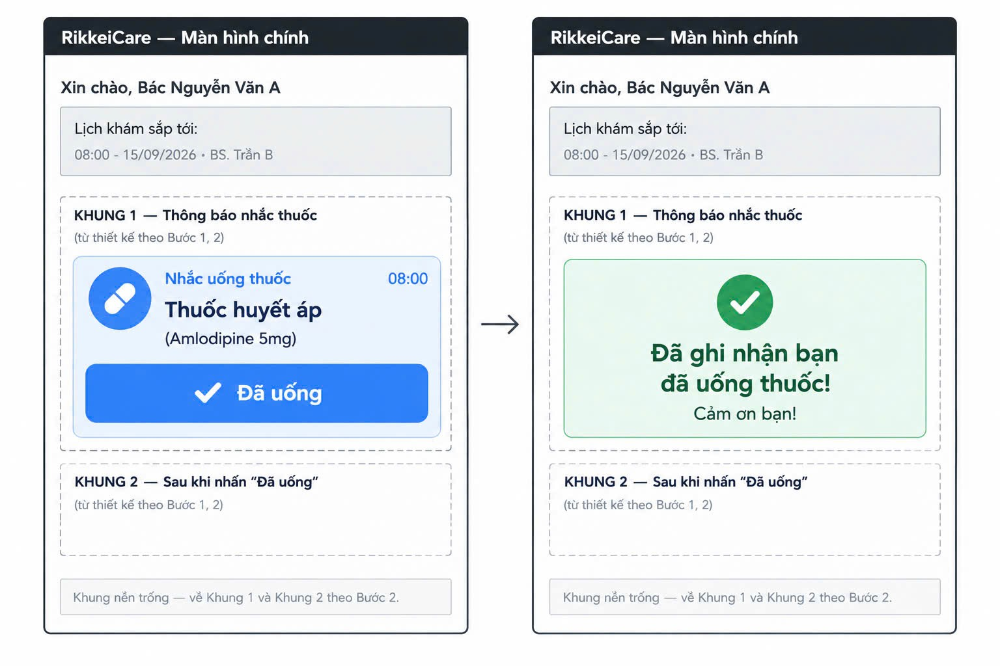 RikkeiCare — Màn hình chính
Xin chào, Bác Nguyễn Văn A
Lịch khám sắp tới:
08:00 - 15/09/2026 • BS. Trần B
KHUNG 1 — Thông báo nhắc thuốc
(từ thiết kế theo Bước 1, 2)
Nhắc uống thuốc
08:00
Thuốc huyết áp
(Amlodipine 5mg)
Đã uống
KHUNG 2 — Sau khi nhấn “Đã uống”
(từ thiết kế theo Bước 1, 2)
Khung nền trống — về Khung 1 và Khung 2 theo Bước 2.
RikkeiCare — Màn hình chính
Xin chào, Bác Nguyễn Văn A
Lịch khám sắp tới:
08:00 - 15/09/2026 • BS. Trần B
KHUNG 1 — Thông báo nhắc thuốc
(từ thiết kế theo Bước 1, 2)
Đã ghi nhận bạn
đã uống thuốc!
Cảm ơn bạn!
KHUNG 2 — Sau khi nhấn “Đã uống”
(từ thiết kế theo Bước 1, 2)
Khung nền trống — về Khung 1 và Khung 2 theo Bước 2.